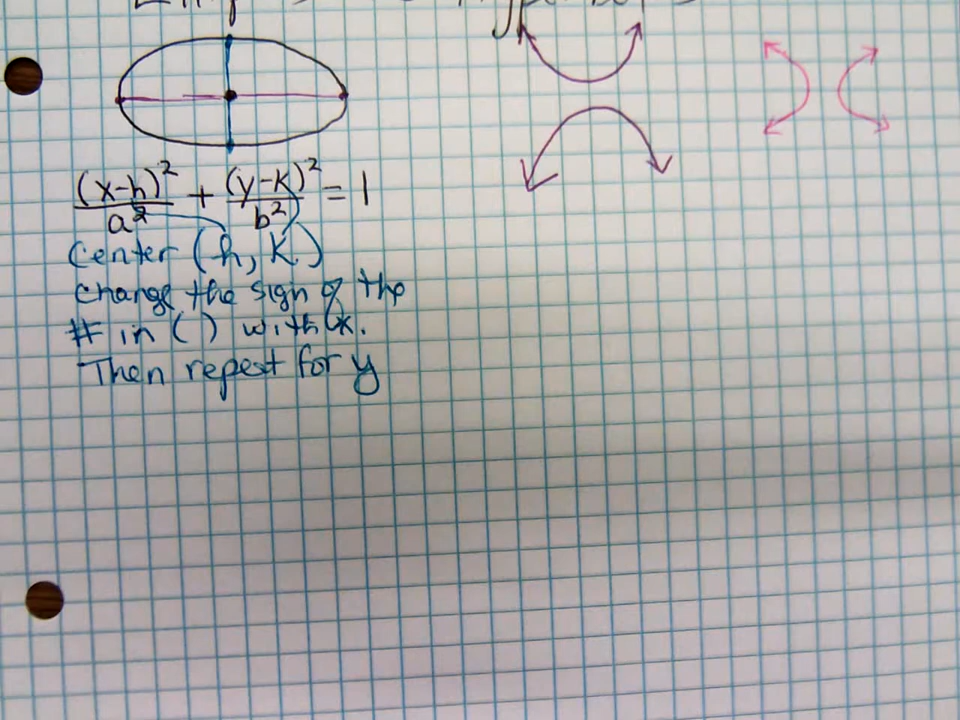 (x-h)²/a² + (y-k)²/b² = 1
Center (h, k)
change the sign of the
# in ( ) with x.
Then repeat for y